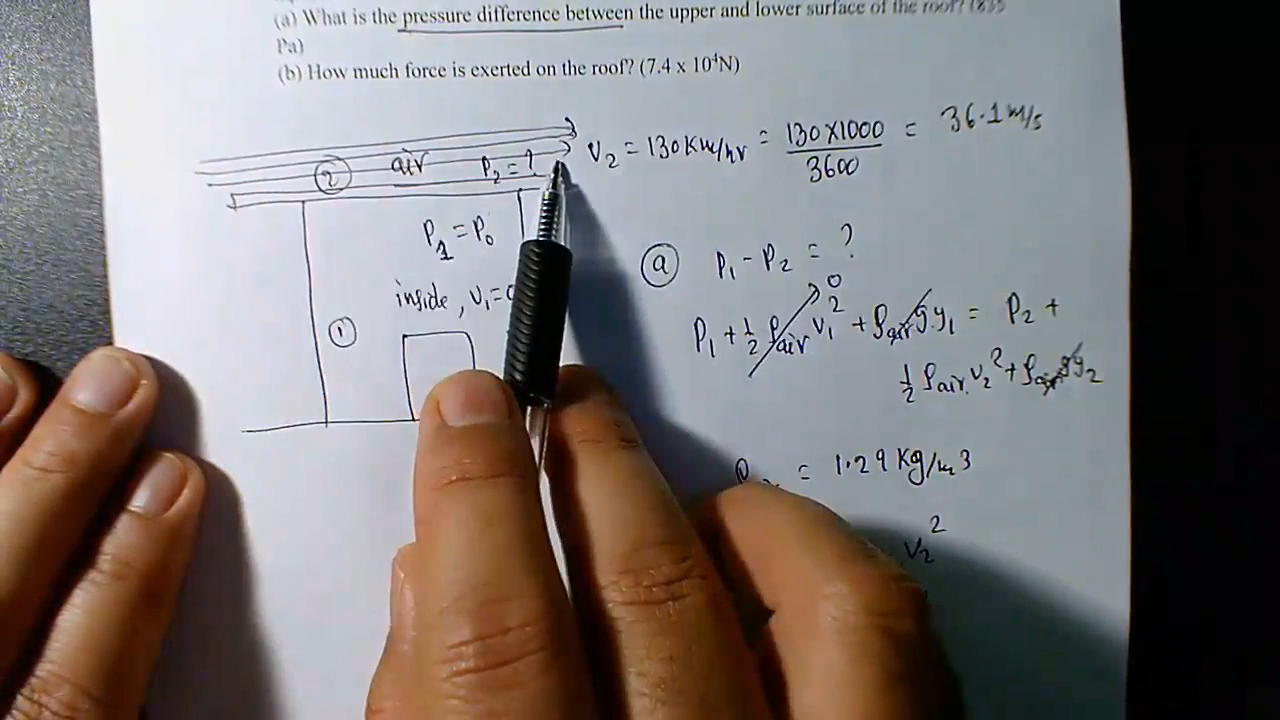 (a) What is the pressure difference between the upper and lower surface of the roof? (835
Pa)
(b) How much force is exerted on the roof? (7.4 x 10⁴N)
② air P₂ = ?
V₂ = 130 Km/hr = 130×1000/3600 = 36.1 m/s
P₁ = P₀
inside, V₁ =
①
ⓐ P₁ - P₂ = ?
P₁ + ½ ρair V₁² + ρair g y₁ = P₂ +
0
½ ρair V₂² + ρair g y₂
= 1.29 Kg/m3
V₂²